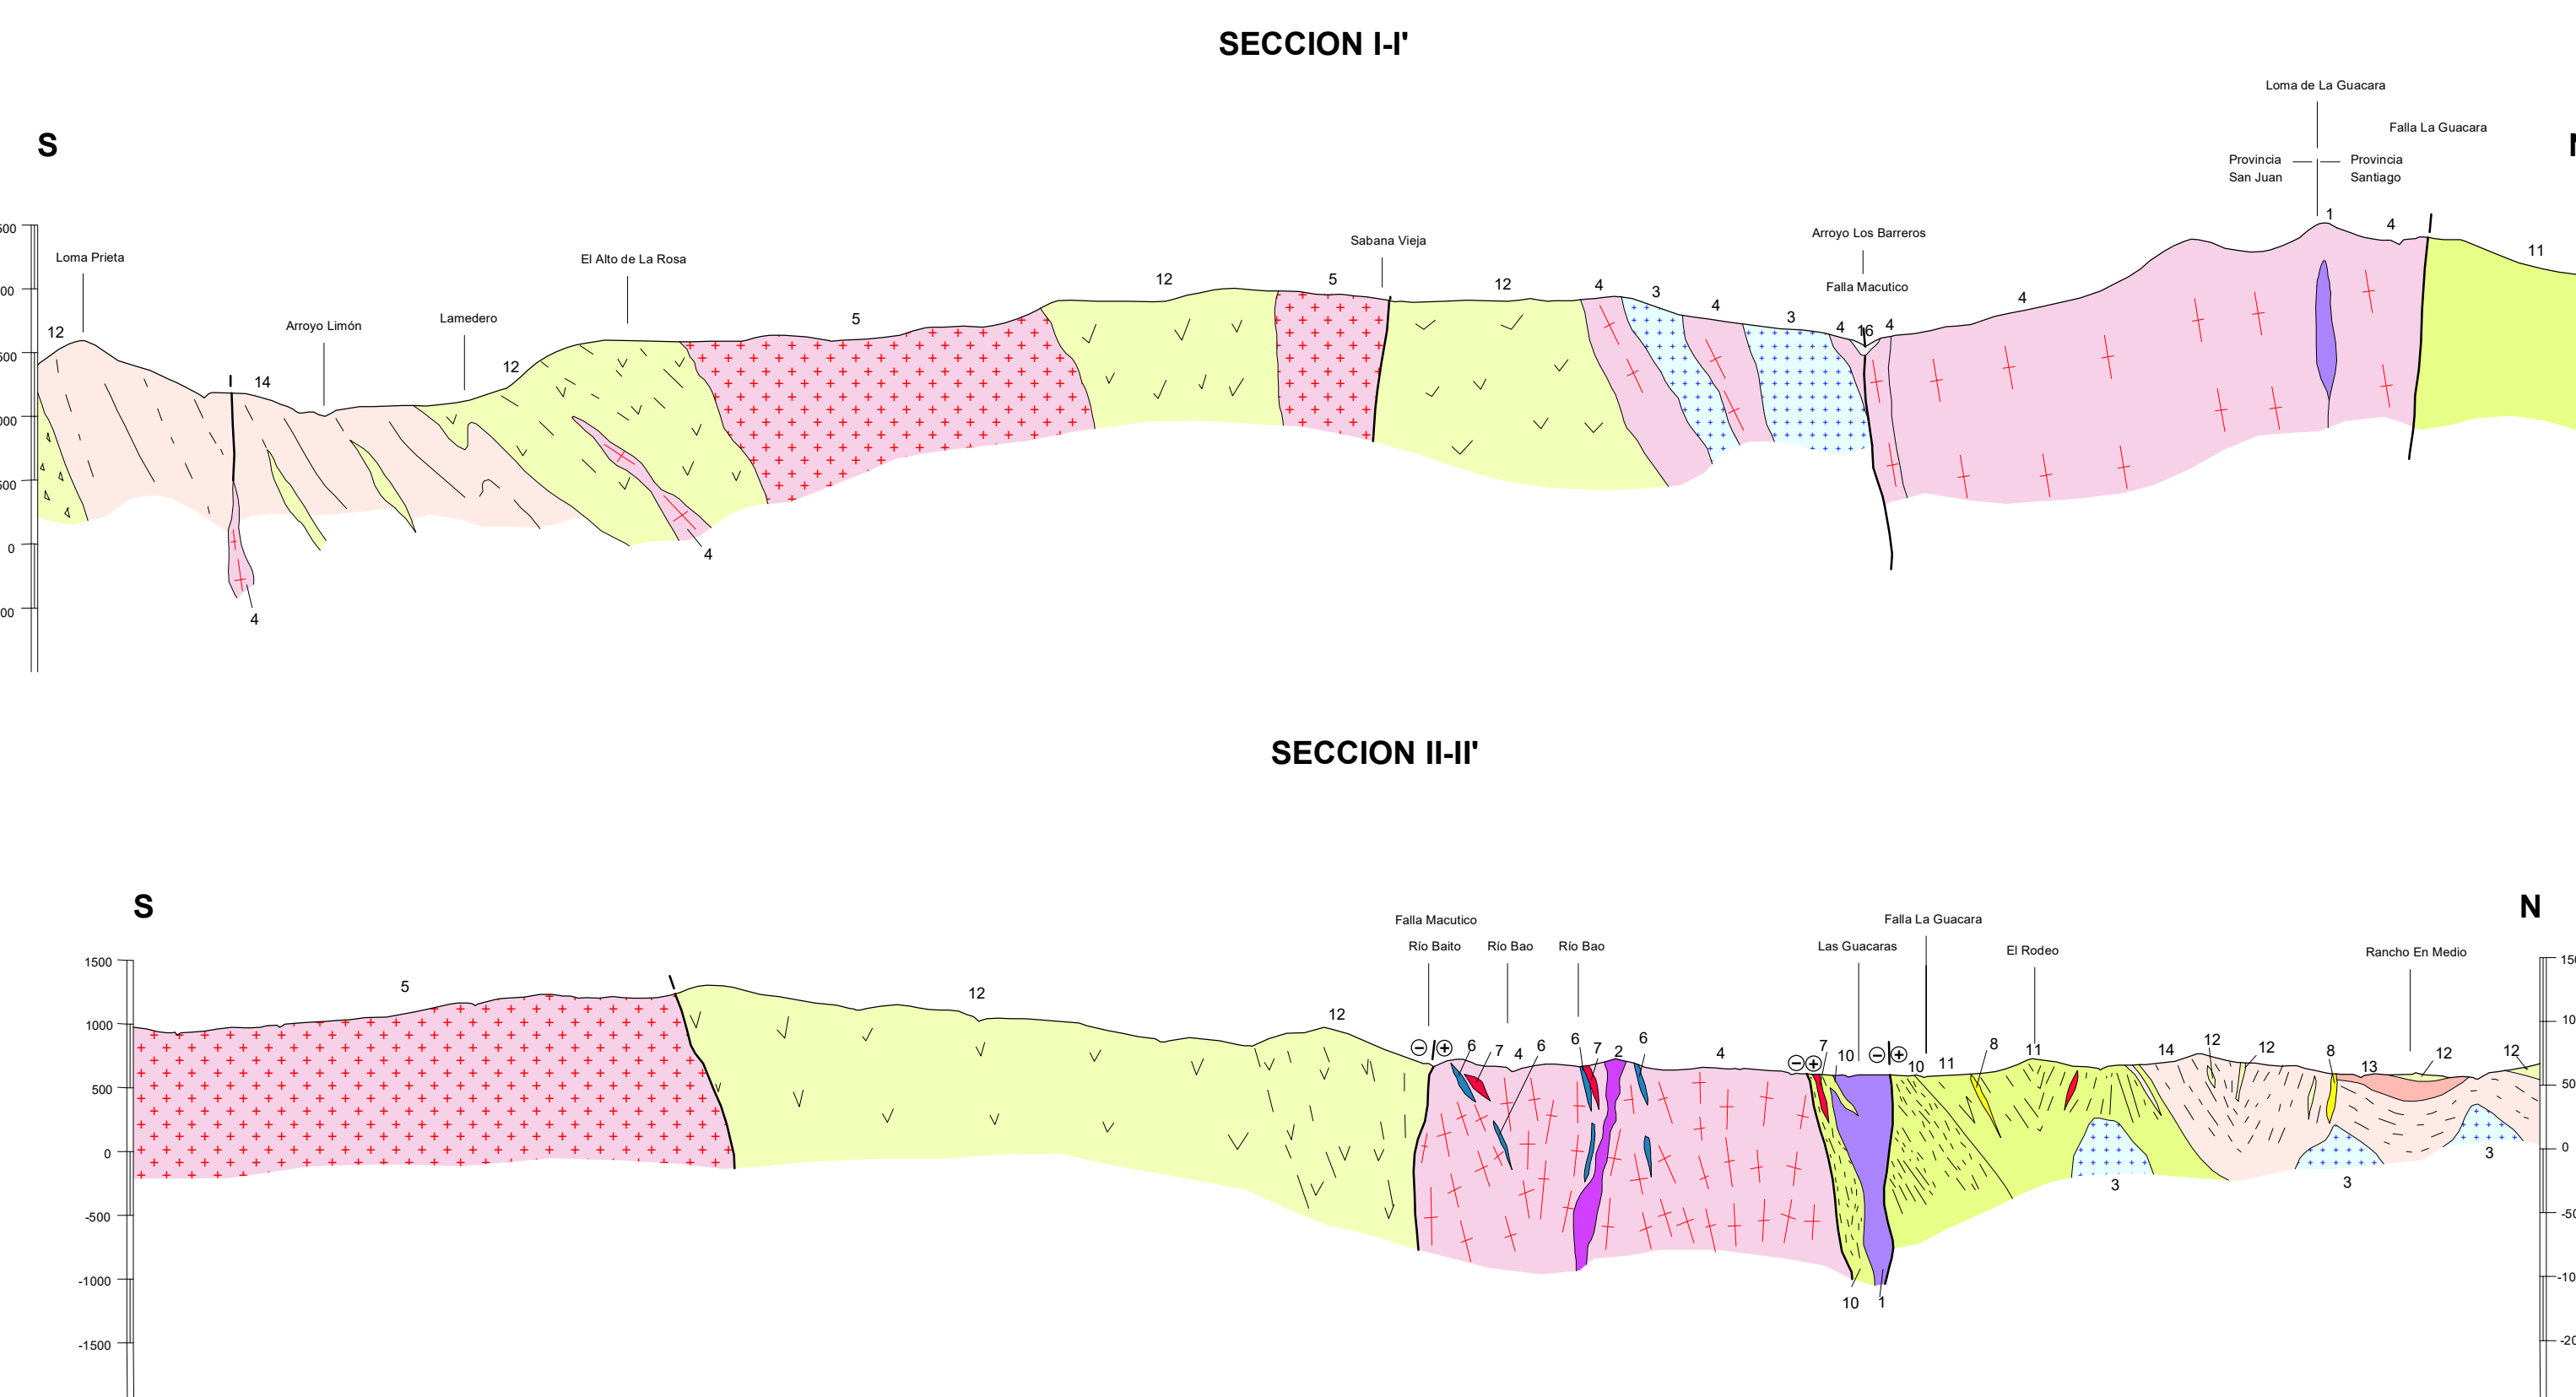 SECCION I-I'
Loma de La Guacara
Falla La Guacara
S
Provincia
San Juan
Provincia
Santiago
Loma Prieta
El Alto de La Rosa
Sabana Vieja
Arroyo Los Barreros
Falla Macutico
Arroyo Limón
Lamedero
12
14
12
5
12
5
12
4
3
4
3
4
16
4
4
1
4
11
0
4
4
SECCION II-II'
S
N
Falla Macutico
Falla La Guacara
Río Baito
Río Bao
Río Bao
Las Guacaras
El Rodeo
Rancho En Medio
1500
1000
500
0
-500
-1000
-1500
5
12
12
6
7
4
6
6
7
2
6
4
7
10
10
11
8
11
14
12
12
8
13
12
12
3
3
3
10
1
0